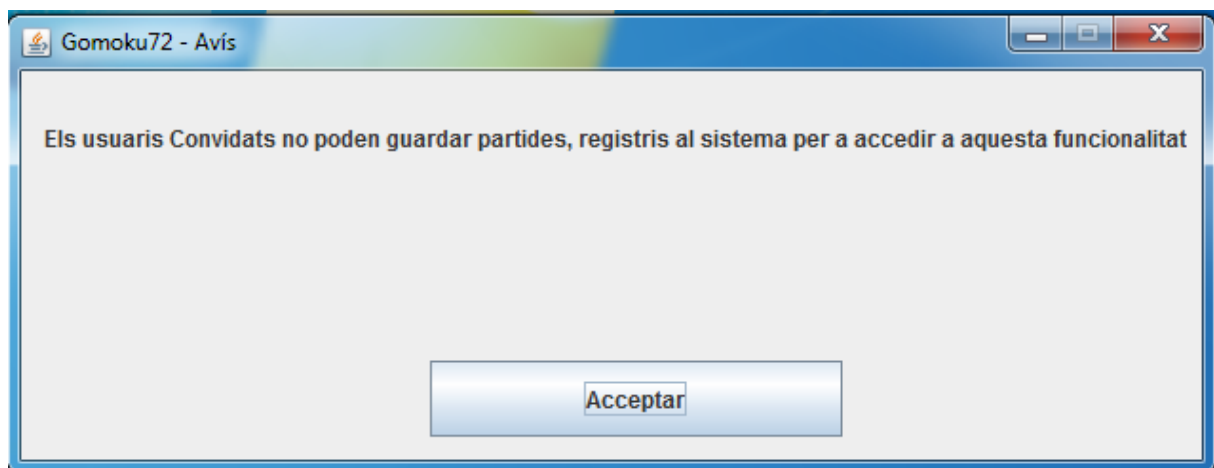 Gomoku72 - Avís
Els usuaris Convidats no poden guardar partides, registris al sistema per a accedir a aquesta funcionalitat
Acceptar